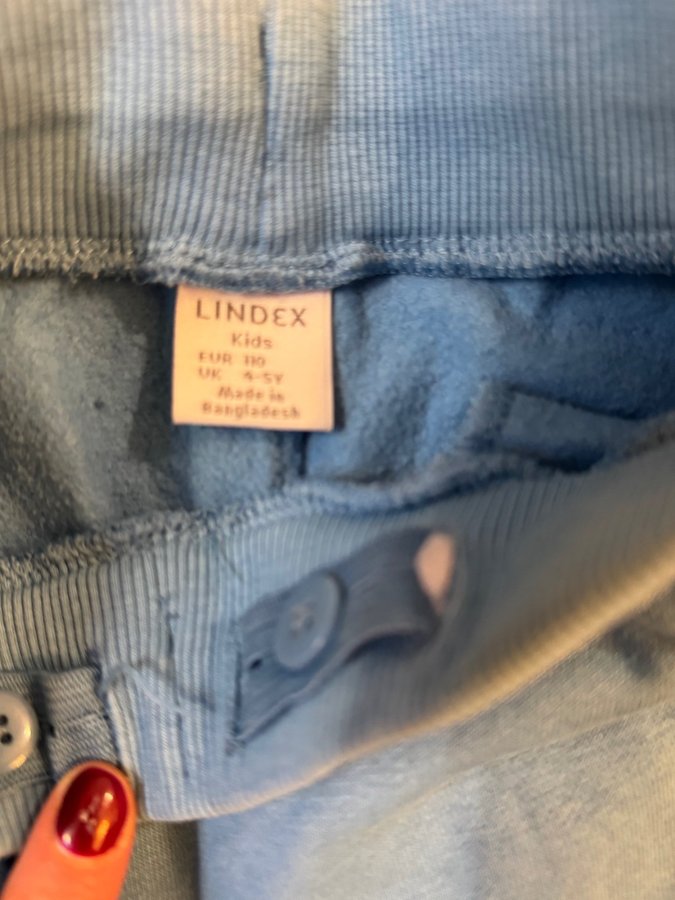 LINDEX
Kids
EUR 110
UK 4-5Y
Made in
Bangladesh